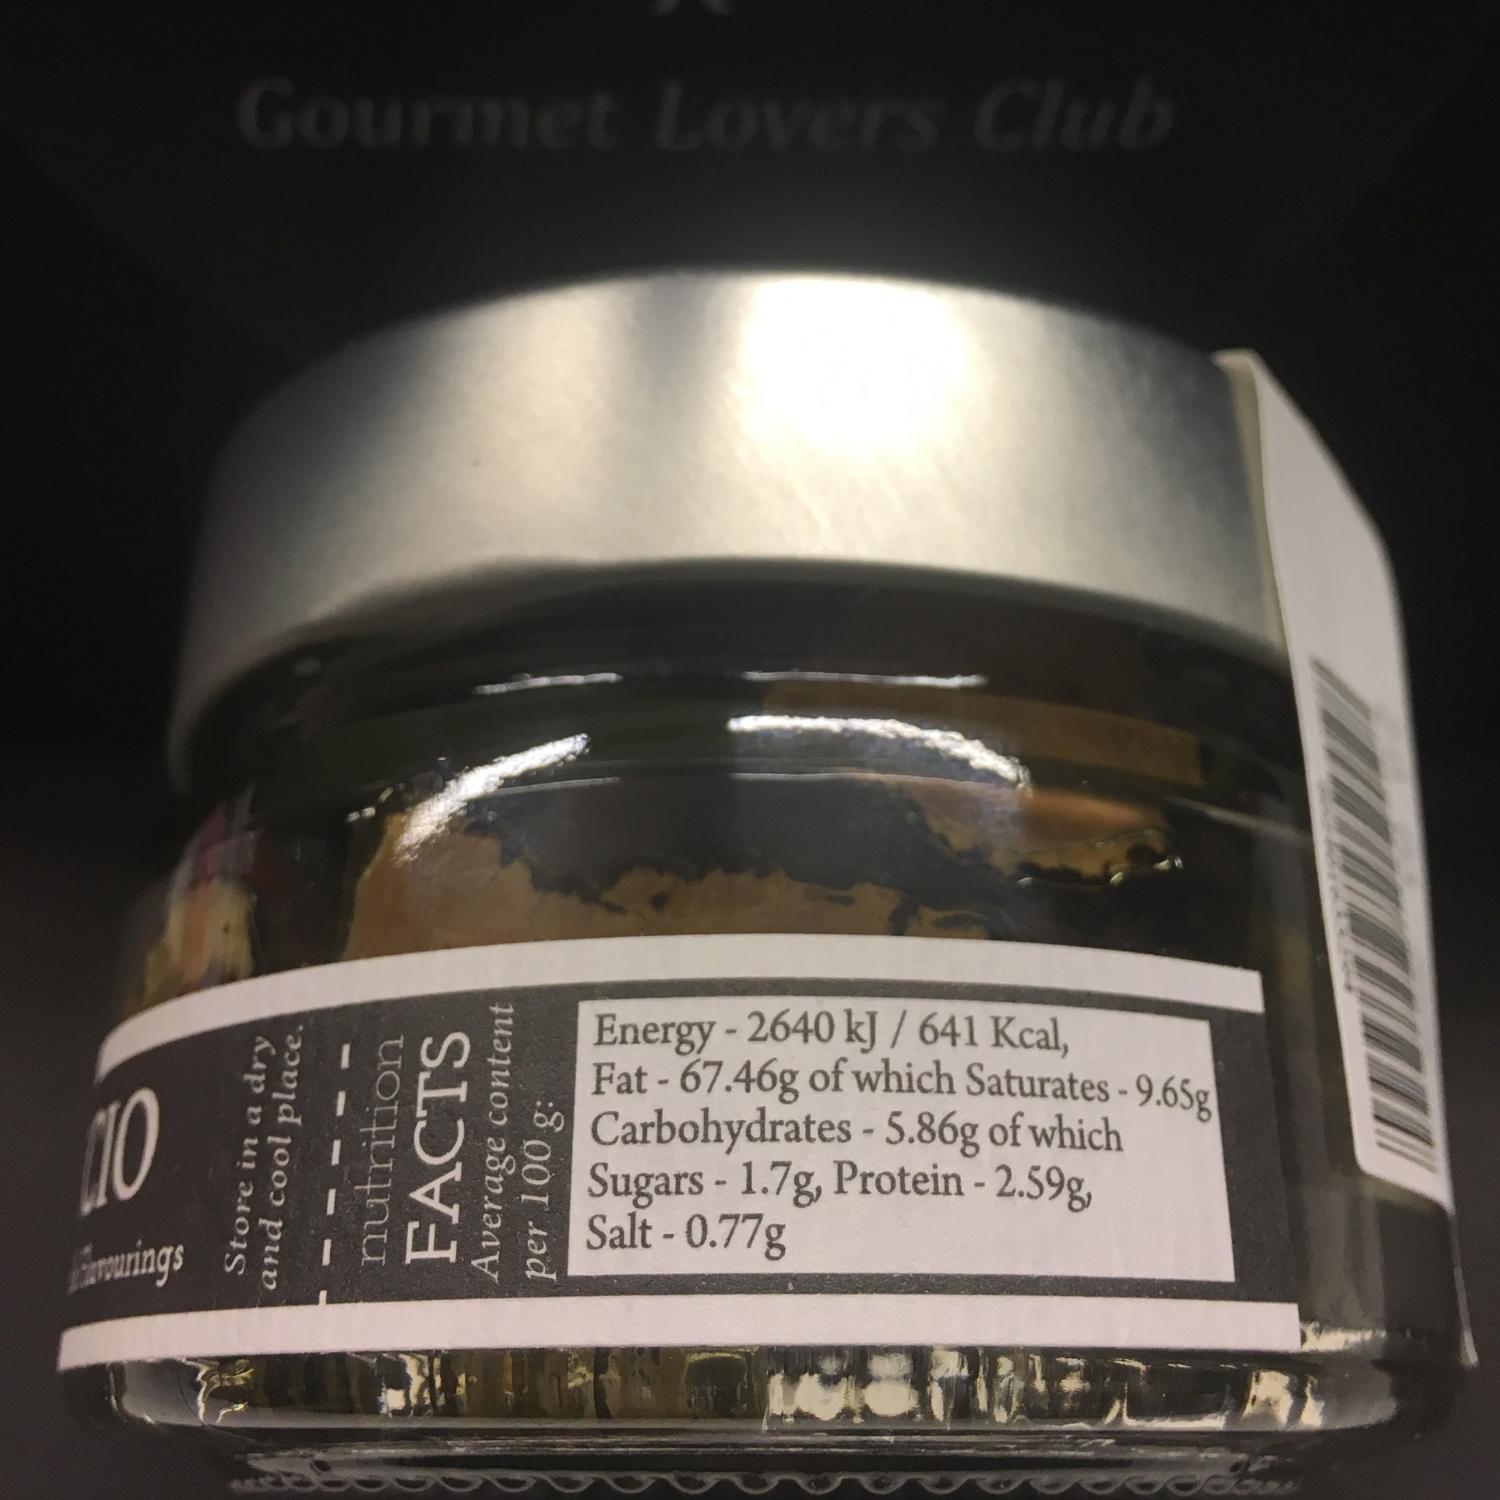 Gourmet Lovers Club
CIO
Flavourings
Store in a dry
and cool place.
nutrition
FACTS
Average content
per 100 g:
Energy - 2640 kJ / 641 Kcal,
Fat - 67.46g of which Saturates - 9.65g
Carbohydrates - 5.86g of which
Sugars - 1.7g, Protein - 2.59g,
Salt - 0.77g